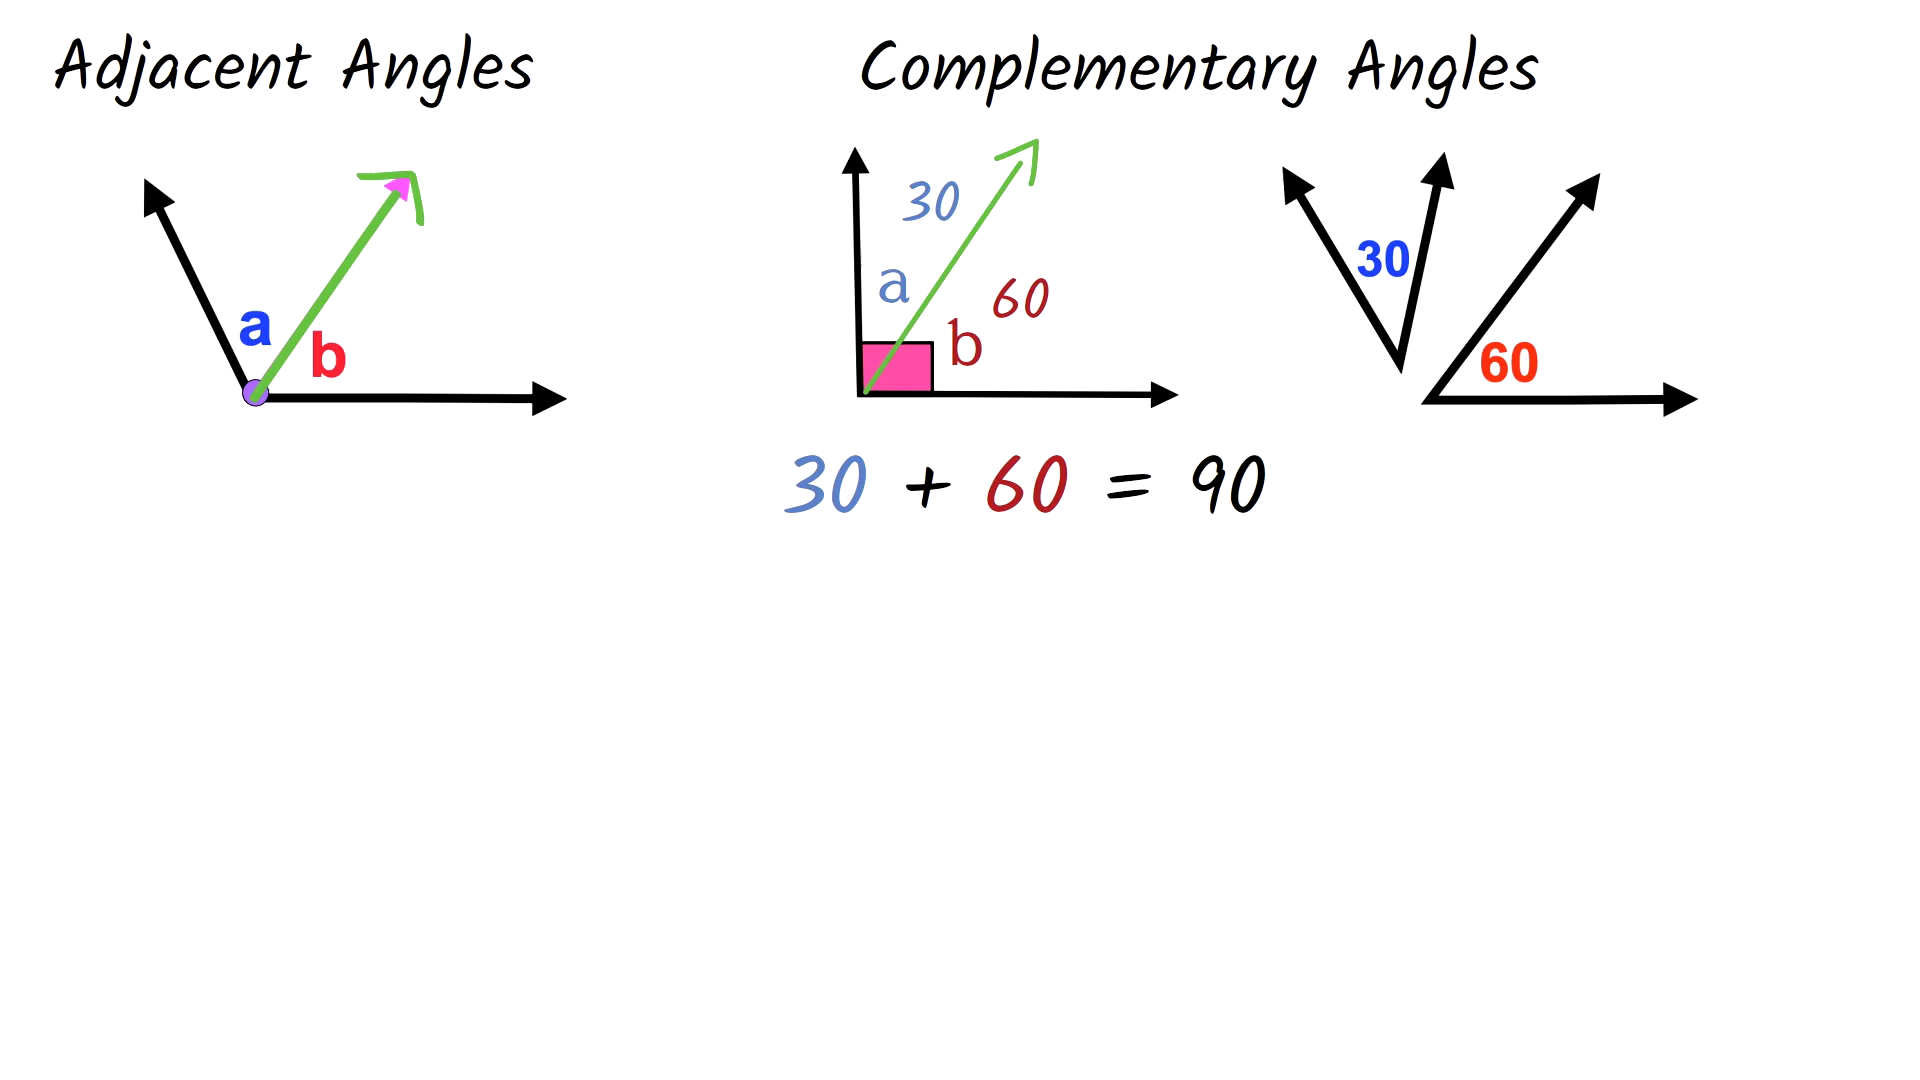 Adjacent Angles
Complementary Angles
a
b
30
a
60
b
30
60
30 + 60 = 90